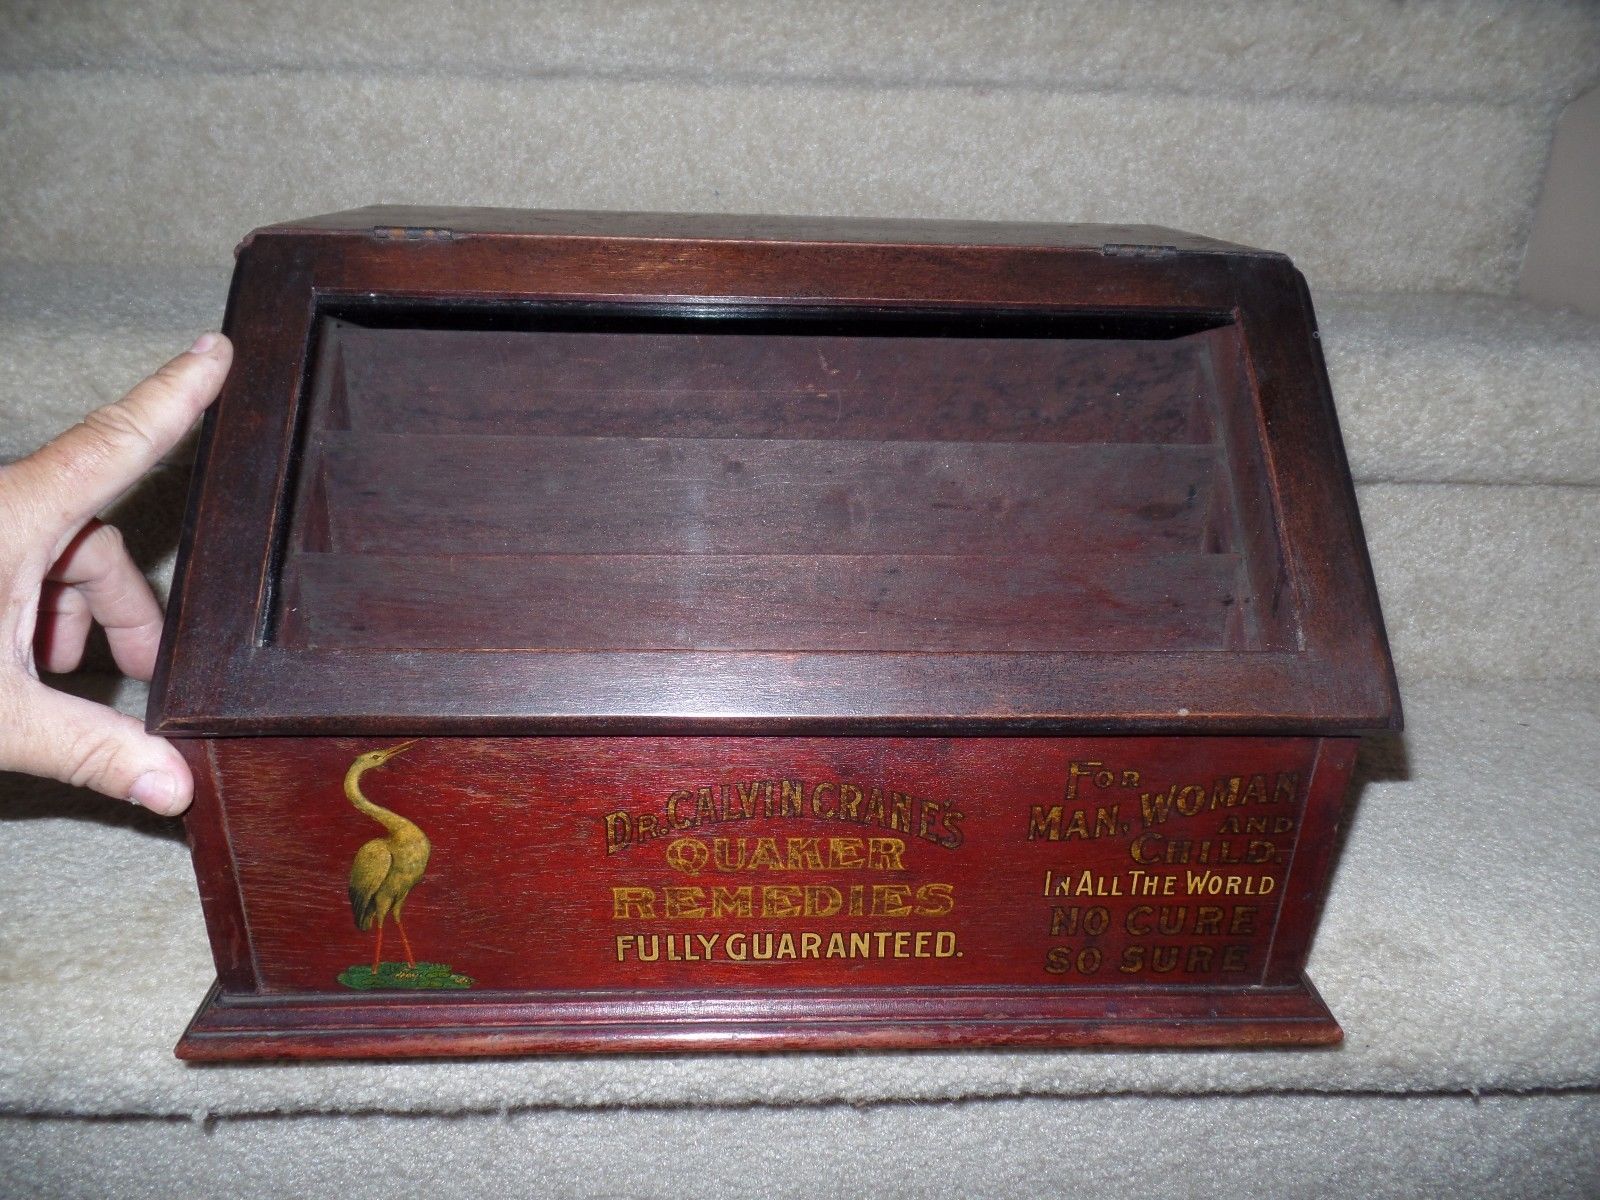 DR. CALVIN CRANE'S
QUAKER
REMEDIES
FULLY GUARANTEED.
FOR
MAN, WOMAN
AND
CHILD.
IN ALL THE WORLD
NO CURE
SO SURE